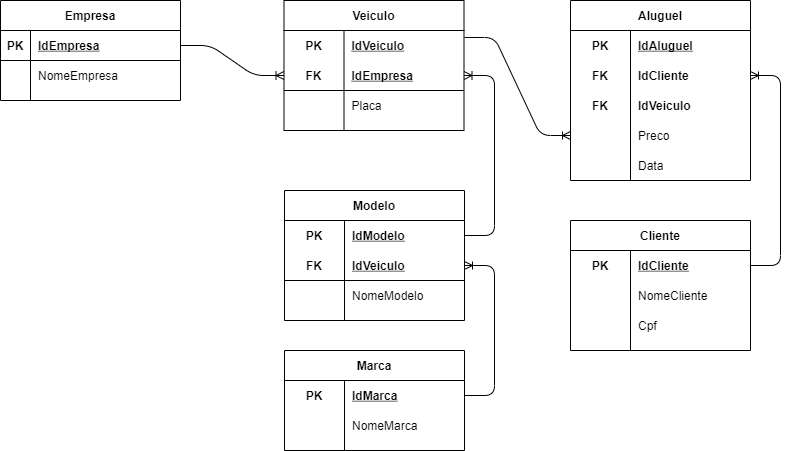 Empresa
PK IdEmpresa
NomeEmpresa
Veiculo
PK IdVeiculo
FK IdEmpresa
Placa
Aluguel
PK IdAluguel
FK IdCliente
FK IdVeiculo
Preco
Data
Modelo
PK IdModelo
FK IdVeiculo
NomeModelo
Cliente
PK IdCliente
NomeCliente
Cpf
Marca
PK IdMarca
NomeMarca